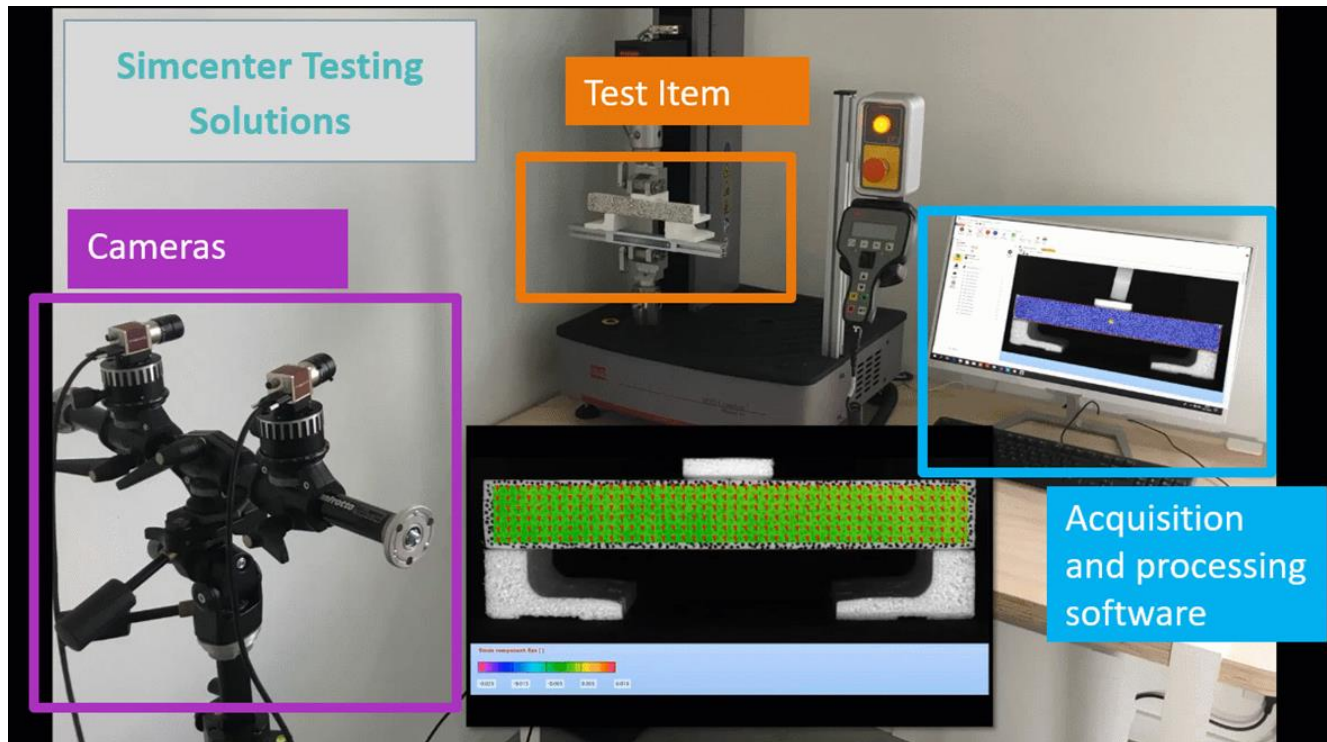 Simcenter Testing
Solutions
Test Item
Cameras
Acquisition
and processing
software